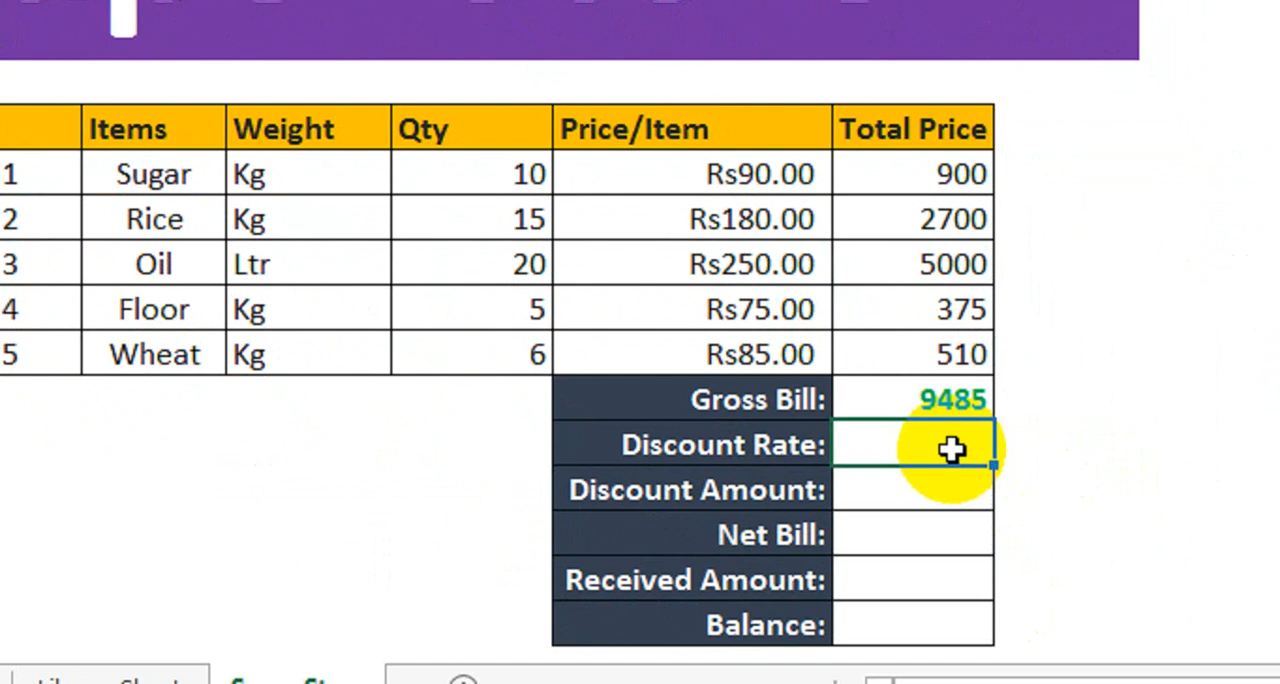 Items Weight Qty Price/Item Total Price
1 Sugar Kg 10 Rs90.00 900
2 Rice Kg 15 Rs180.00 2700
3 Oil Ltr 20 Rs250.00 5000
4 Floor Kg 5 Rs75.00 375
5 Wheat Kg 6 Rs85.00 510
Gross Bill: 9485
Discount Rate:
Discount Amount:
Net Bill:
Received Amount:
Balance: